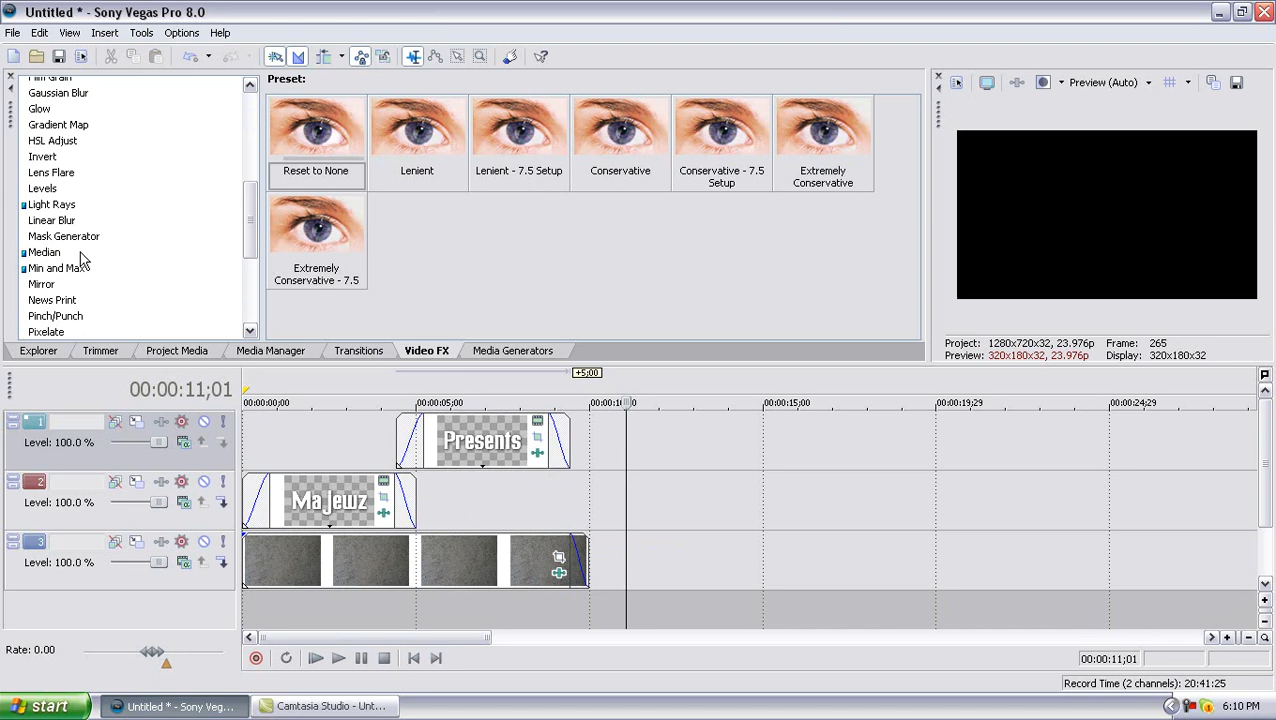 Untitled * - Sony Vegas Pro 8.0
File Edit View Insert Tools Options Help
Film Grain
Gaussian Blur
Glow
Gradient Map
HSL Adjust
Invert
Lens Flare
Levels
Light Rays
Linear Blur
Mask Generator
Median
Min and Max
Mirror
News Print
Pinch/Punch
Pixelate
Preset:
Reset to None
Lenient
Lenient - 7.5 Setup
Conservative
Conservative - 7.5
Setup
Extremely
Conservative
Extremely
Conservative - 7.5
Preview (Auto)
Project: 1280x720x32, 23.976p Frame: 265
Preview: 320x180x32, 23.976p Display: 320x180x32
Explorer Trimmer Project Media Media Manager Transitions Video FX Media Generators
+5;00
00:00:11;01
00:00:00;00 00:00:05;00 00:00:15;00 00:00:19;29 00:00:24;29
1
Level: 100.0 %
Presents
2
Level: 100.0 %
Majewz
3
Level: 100.0 %
Rate: 0.00
00:00:11;01
Record Time (2 channels): 20:41:25
start Untitled * - Sony Vegas P... Camtasia Studio - Unt... 6:10 PM